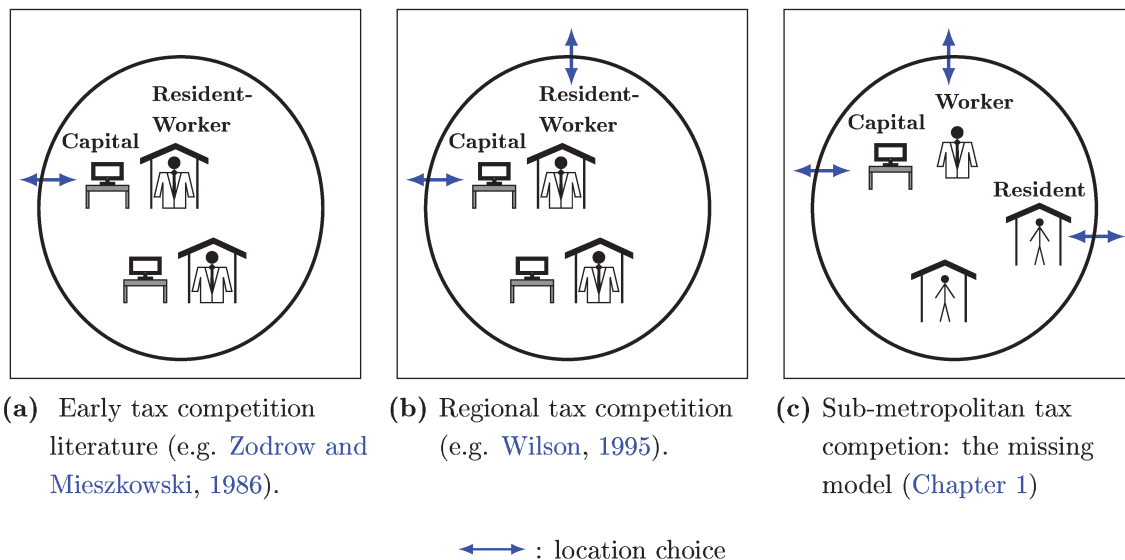 Resident-
Worker
Capital
Resident-
Worker
Capital
Worker
Capital
Resident
(a) Early tax competition
literature (e.g. Zodrow and
Mieszkowski, 1986).
(b) Regional tax competition
(e.g. Wilson, 1995).
(c) Sub-metropolitan tax
competion: the missing
model (Chapter 1)
: location choice